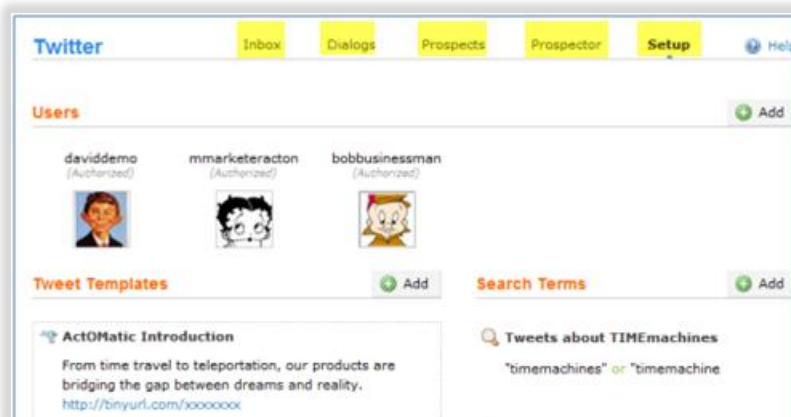 Twitter Inbox Dialogs Prospects Prospector Setup Help
Users Add
daviddemo mmarketeracton bobbusinessman
(Authorized) (Authorized) (Authorized)
Tweet Templates Add Search Terms Add
ActOMatic Introduction Tweets about TIMEmachines
From time travel to teleportation, our products are "timemachines" or "timemachine
bridging the gap between dreams and reality.
http://tinyurl.com/xxxxxxx